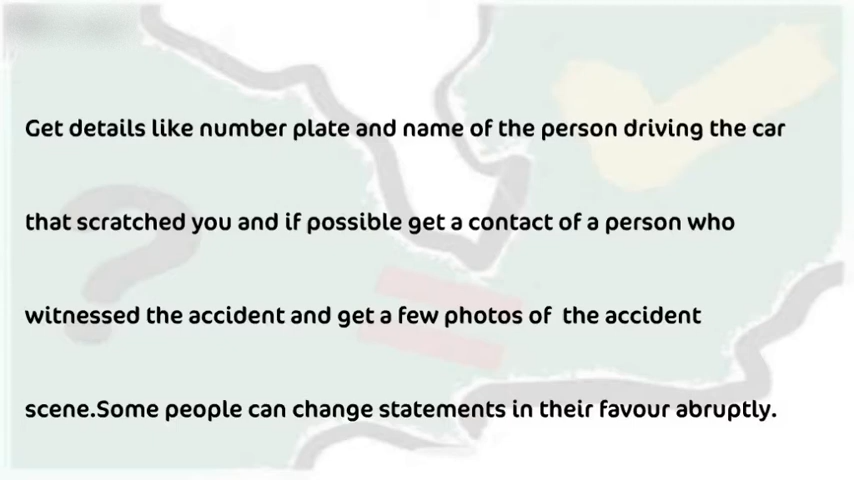 Get details like number plate and name of the person driving the car
that scratched you and if possible get a contact of a person who
witnessed the accident and get a few photos of  the accident
scene.Some people can change statements in their favour abruptly.